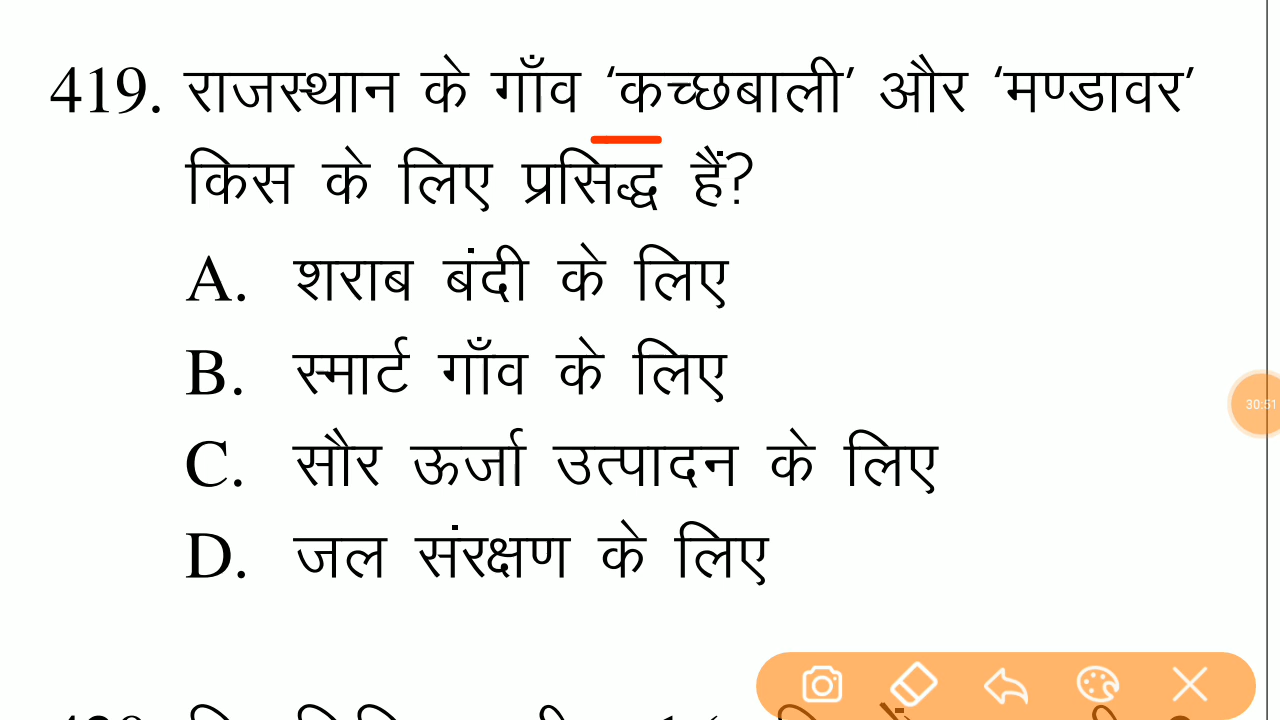 419. राजस्थान के गाँव ‘कच्छबाली’ और ‘मण्डावर’
किस के लिए प्रसिद्ध हैं?
A. शराब बंदी के लिए
B. स्मार्ट गाँव के लिए
30:51
C. सौर ऊर्जा उत्पादन के लिए
D. जल संरक्षण के लिए